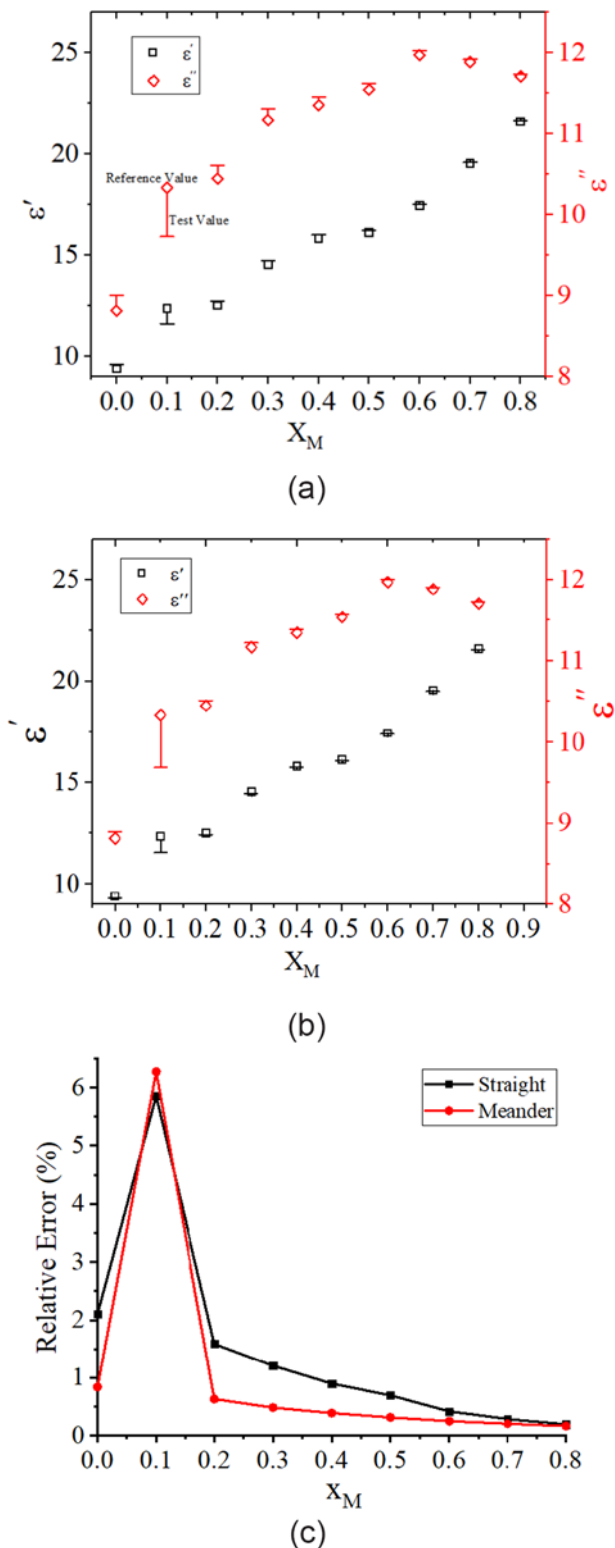 25
20
15
10
ε′
ε′
ε″
Reference Value
Test Value
12
11
10
9
8
ε″
0.0 0.1 0.2 0.3 0.4 0.5 0.6 0.7 0.8
X_M
(a)
25
20
15
10
ε′
ε′
ε″
12
11
10
9
8
ε″
0.0 0.1 0.2 0.3 0.4 0.5 0.6 0.7 0.8 0.9
X_M
(b)
6
5
4
3
2
1
0
Relative Error (%)
Straight
Meander
0.0 0.1 0.2 0.3 0.4 0.5 0.6 0.7 0.8
x_M
(c)